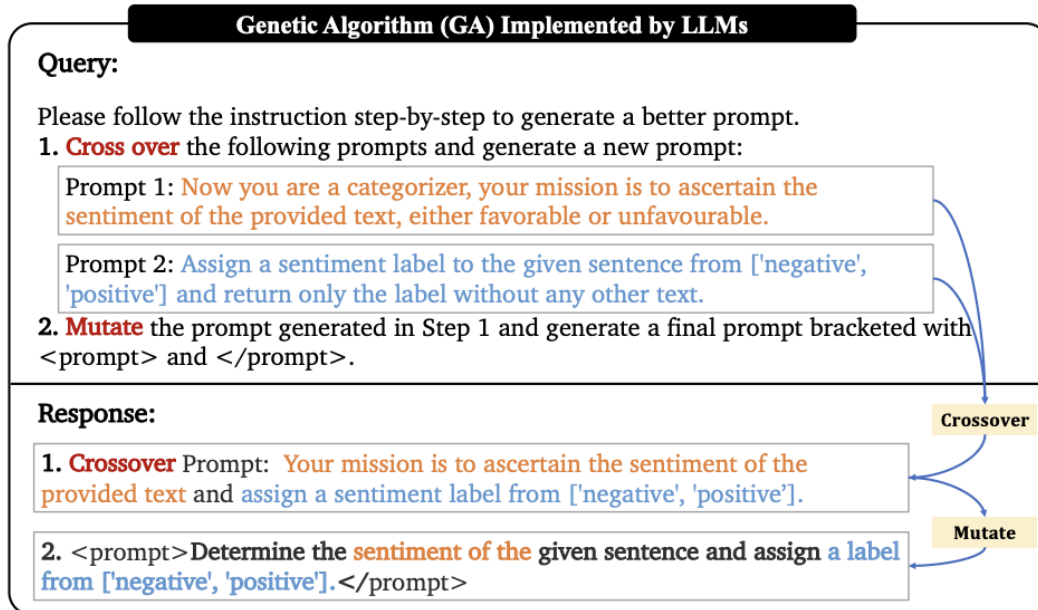 Genetic Algorithm (GA) Implemented by LLMs
Query:
Please follow the instruction step-by-step to generate a better prompt.
1. Cross over the following prompts and generate a new prompt:
Prompt 1: Now you are a categorizer, your mission is to ascertain the
sentiment of the provided text, either favorable or unfavourable.
Prompt 2: Assign a sentiment label to the given sentence from ['negative',
'positive'] and return only the label without any other text.
2. Mutate the prompt generated in Step 1 and generate a final prompt bracketed with
<prompt> and </prompt>.
Response:
Crossover
1. Crossover Prompt: Your mission is to ascertain the sentiment of the
provided text and assign a sentiment label from ['negative', 'positive'].
Mutate
2. <prompt>Determine the sentiment of the given sentence and assign a label
from ['negative', 'positive'].</prompt>